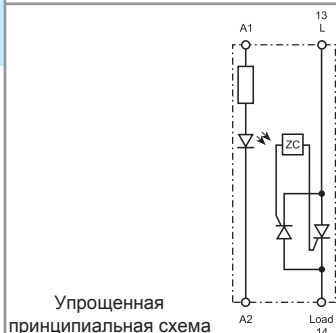 13
A1 L
ZC
A2 Load
14
Упрощенная
принципиальная схема